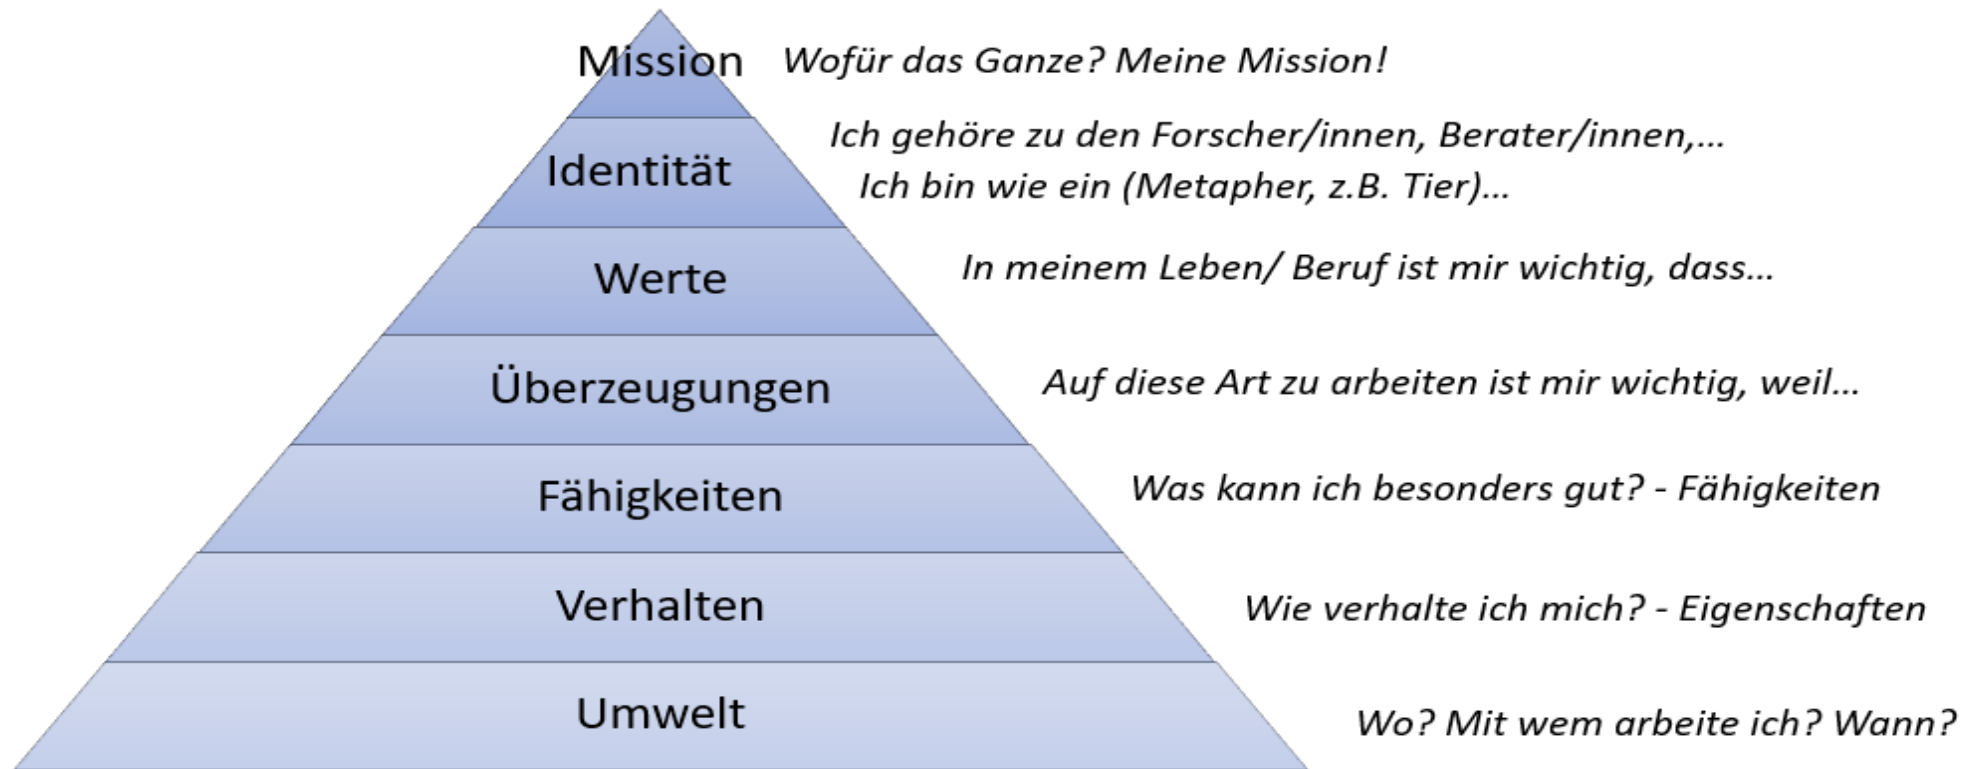 Mission
Wofür das Ganze? Meine Mission!
Ich gehöre zu den Forscher/innen, Berater/innen,...
Identität
Ich bin wie ein (Metapher, z.B. Tier)...
Werte
In meinem Leben/ Beruf ist mir wichtig, dass...
Überzeugungen
Auf diese Art zu arbeiten ist mir wichtig, weil...
Fähigkeiten
Was kann ich besonders gut? - Fähigkeiten
Verhalten
Wie verhalte ich mich? - Eigenschaften
Umwelt
Wo? Mit wem arbeite ich? Wann?